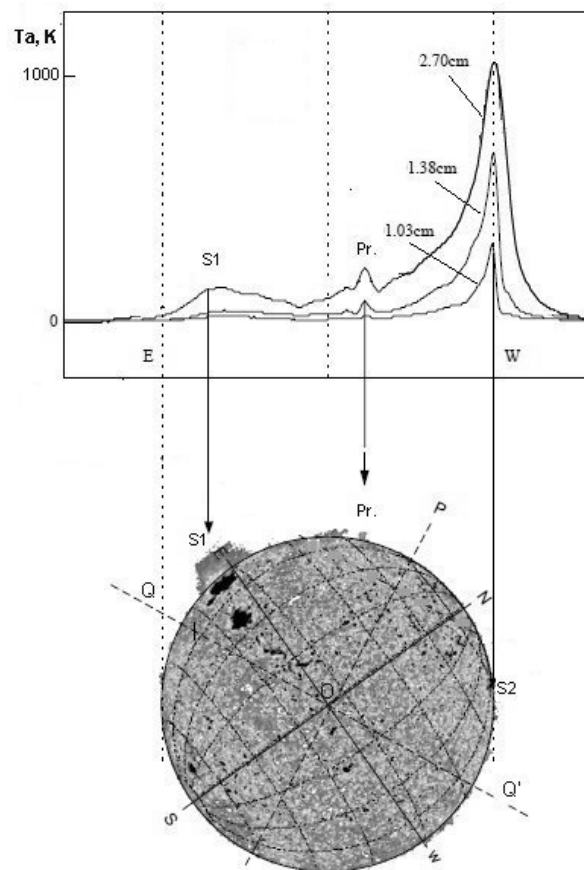 Ta, K
1000
2.70cm
1.38cm
1.03cm
S1
Pr.
0
E
W
Pr.
P
S1
Q
N
O
S2
Q'
S
W